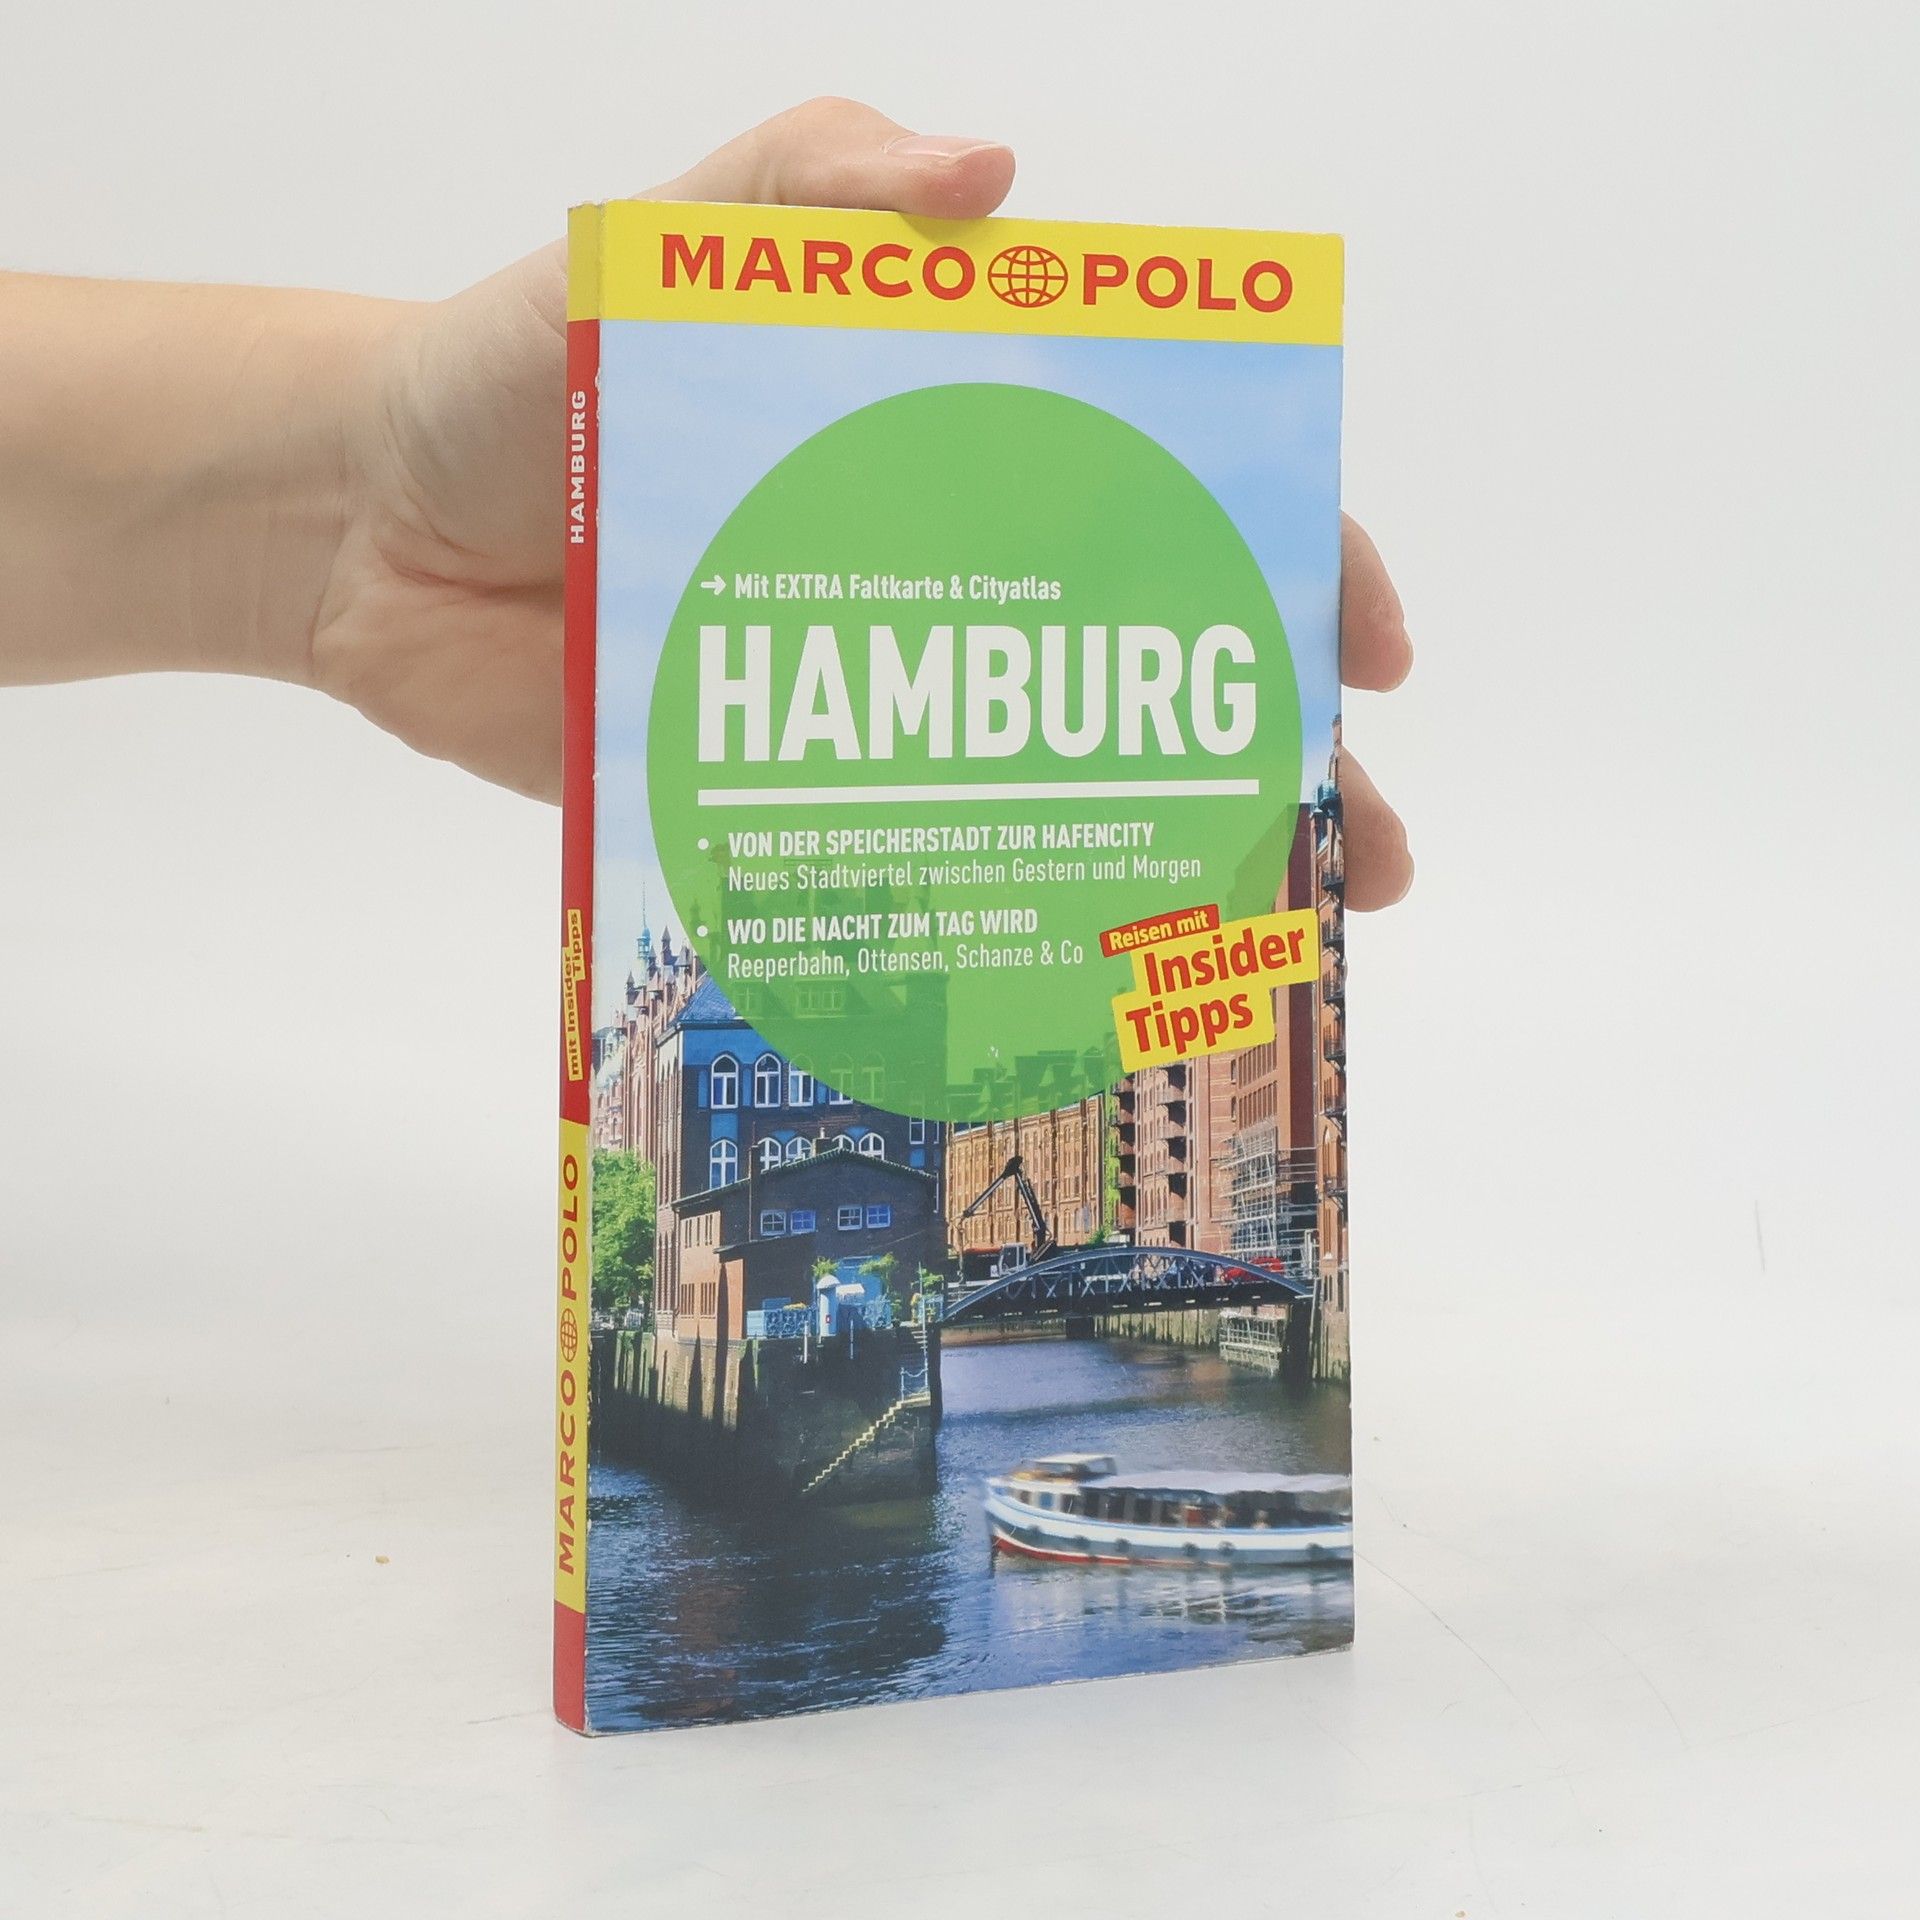 MARCO POLO
➔ Mit EXTRA Faltkarte & Cityatlas
HAMBURG
• VON DER SPEICHERSTADT ZUR HAFENCITY
Neues Stadtviertel zwischen Gestern und Morgen
• WO DIE NACHT ZUM TAG WIRD
Reeperbahn, Ottensen, Schanze & Co
Reisen mit
Insider
Tipps
HAMBURG
mit Insider
Tipps
MARCO POLO